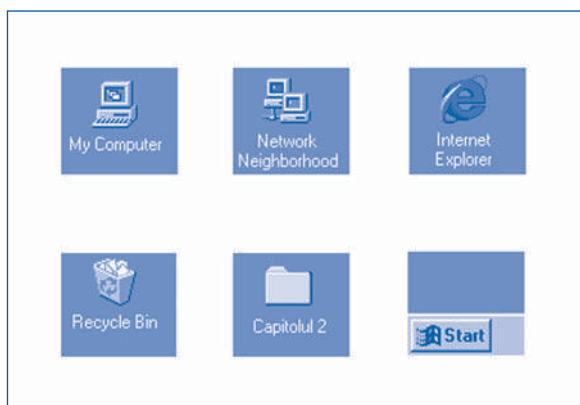 My Computer
Network
Neighborhood
Internet
Explorer
Recycle Bin
Capitolul 2
Start